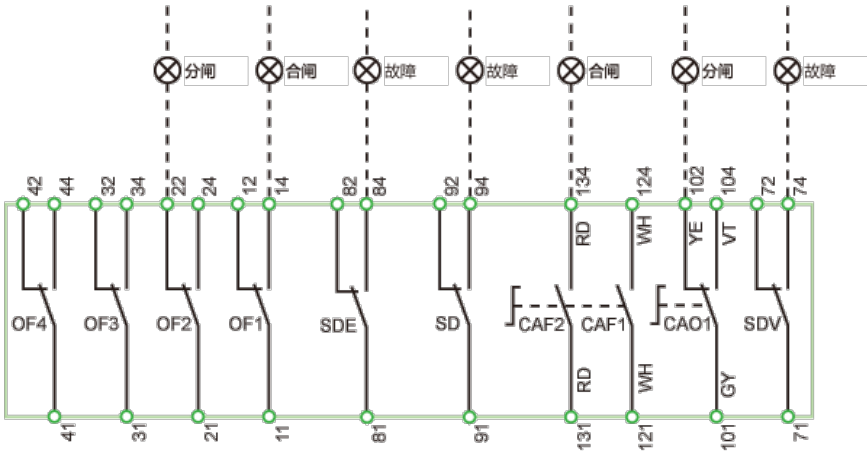 分闸 合闸 故障 故障 合闸 分闸 故障
42 44 32 34 22 24 12 14 82 84 92 94 134 124 102 104 72 74
RD WH YE VT
OF4 OF3 OF2 OF1 SDE SD CAF2 CAF1 CAO1 SDV
RD WH GY
41 31 21 11 81 91 131 121 101 71